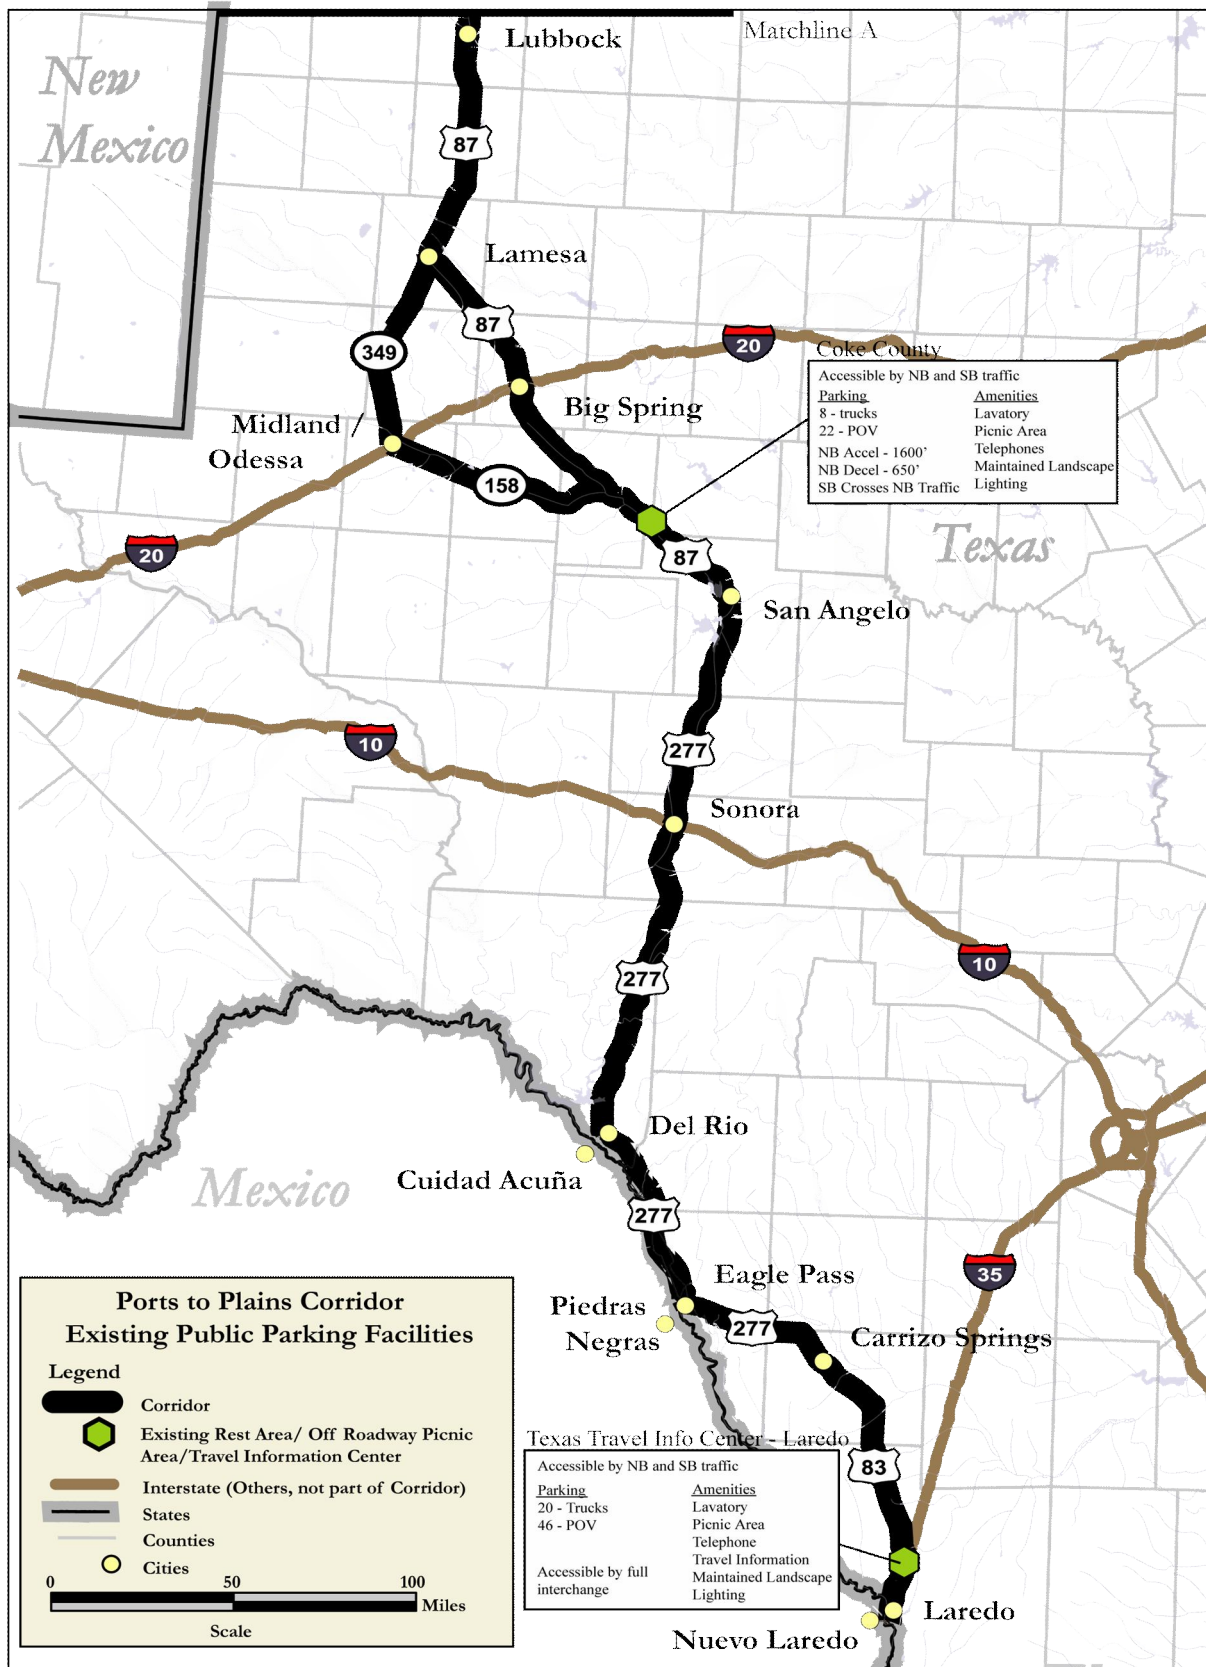 Matchline A
Lubbock
New
Mexico
87
Lamesa
87
349
20
Coke County
Accessible by NB and SB traffic
Parking
8 - trucks
22 - POV
NB Accel - 1600'
NB Decel - 650'
SB Crosses NB Traffic
Amenities
Lavatory
Picnic Area
Telephones
Maintained Landscape
Lighting
Big Spring
Midland /
Odessa
158
20
87
Texas
San Angelo
10
277
Sonora
10
277
Del Rio
Cuidad Acuña
Mexico
277
35
Eagle Pass
Piedras
Negras
277
Carrizo Springs
83
Texas Travel Info Center - Laredo
Accessible by NB and SB traffic
Parking
20 - Trucks
46 - POV
Accessible by full
interchange
Amenities
Lavatory
Picnic Area
Telephone
Travel Information
Maintained Landscape
Lighting
Laredo
Nuevo Laredo
Ports to Plains Corridor
Existing Public Parking Facilities
Legend
Corridor
Existing Rest Area/ Off Roadway Picnic
Area/Travel Information Center
Interstate (Others, not part of Corridor)
States
Counties
Cities
0 50 100
Miles
Scale